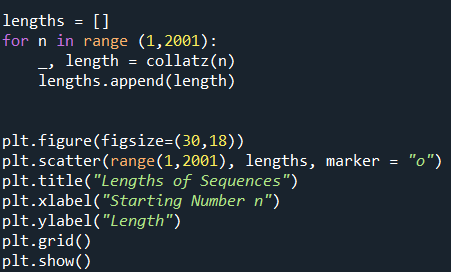 lengths = []
for n in range (1,2001):
    _, length = collatz(n)
    lengths.append(length)
plt.figure(figsize=(30,18))
plt.scatter(range(1,2001), lengths, marker = "o")
plt.title("Lengths of Sequences")
plt.xlabel("Starting Number n")
plt.ylabel("Length")
plt.grid()
plt.show()